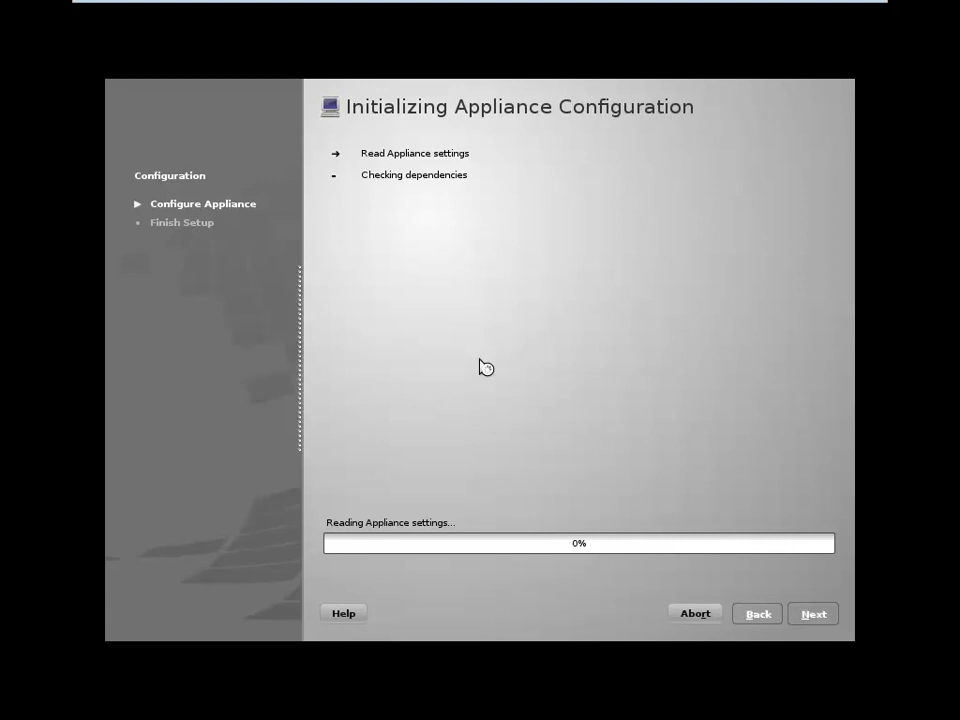 Initializing Appliance Configuration
Read Appliance settings
Checking dependencies
Configuration
Configure Appliance
Finish Setup
Reading Appliance settings...
0%
Help
Abort
Back
Next